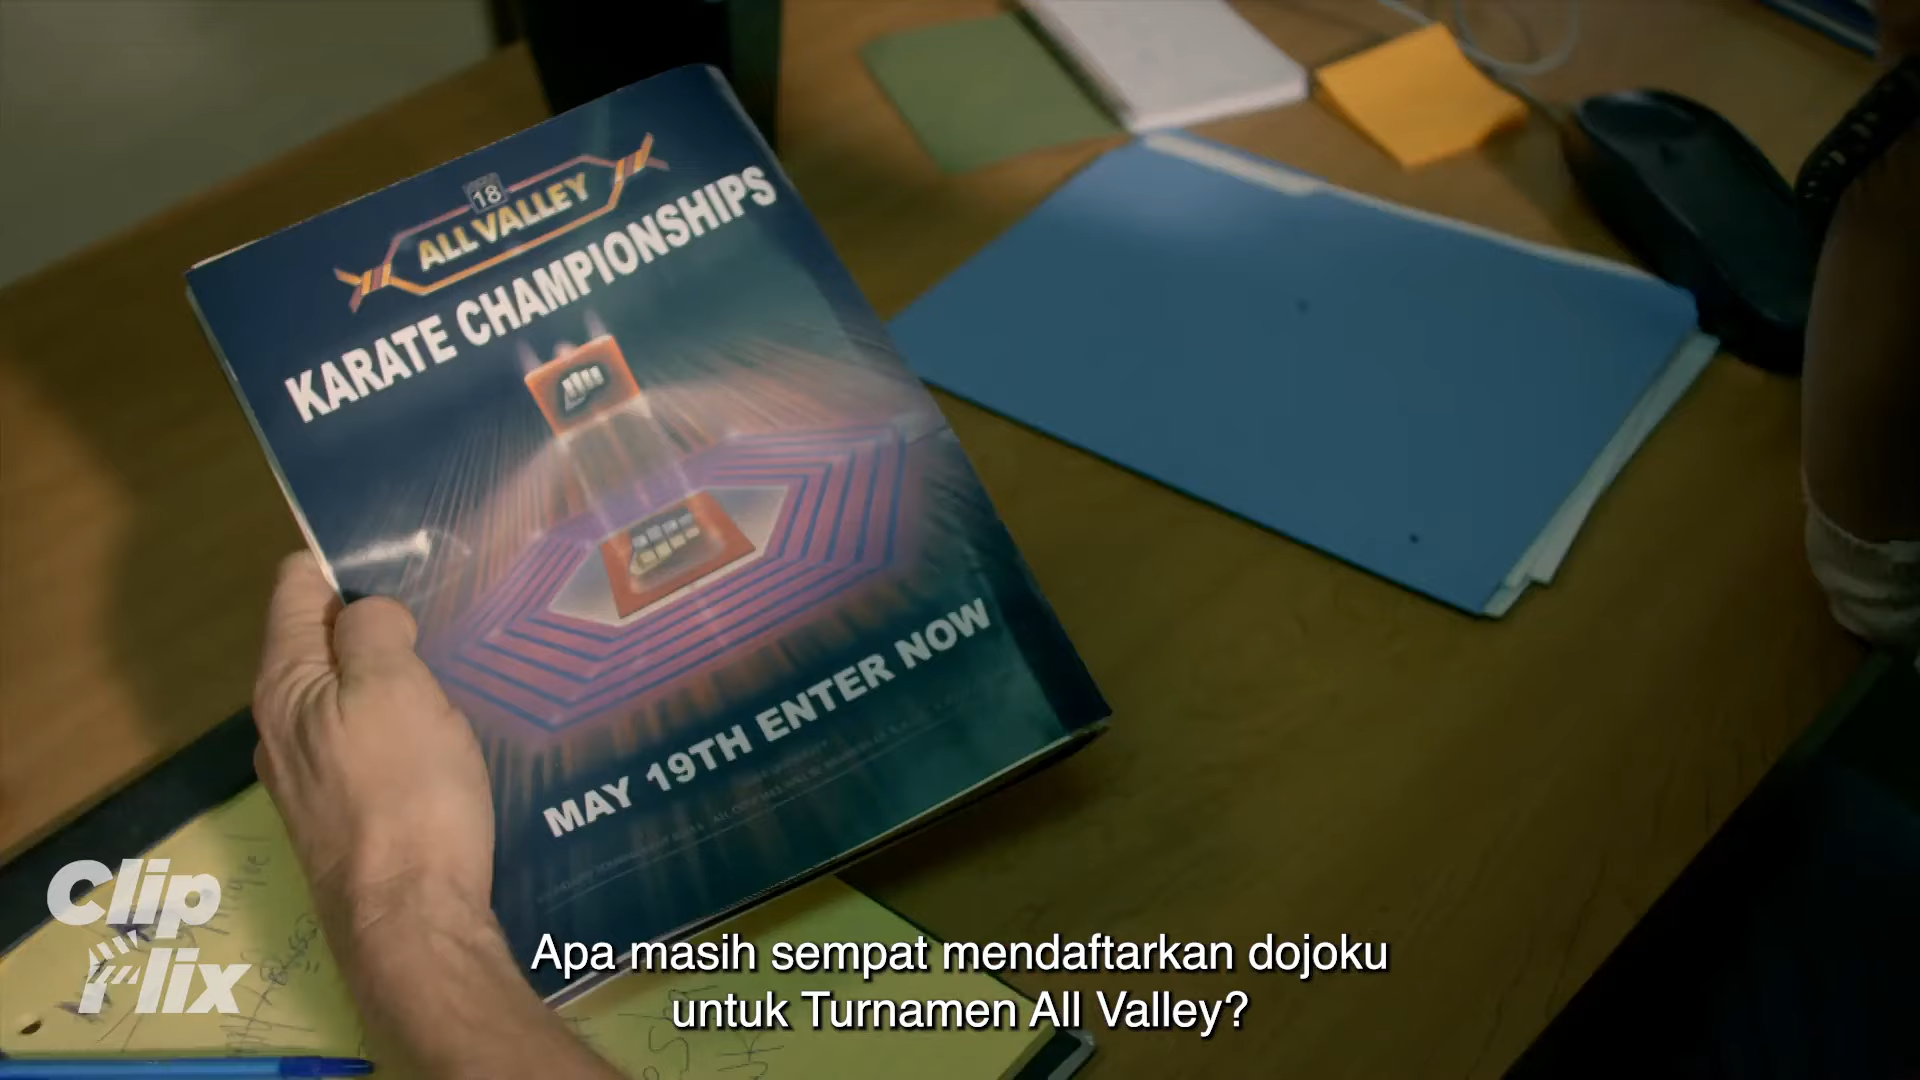 18
ALL VALLEY
KARATE CHAMPIONSHIPS
MAY 19TH ENTER NOW
Clip
Flix
Apa masih sempat mendaftarkan dojoku
untuk Turnamen All Valley?